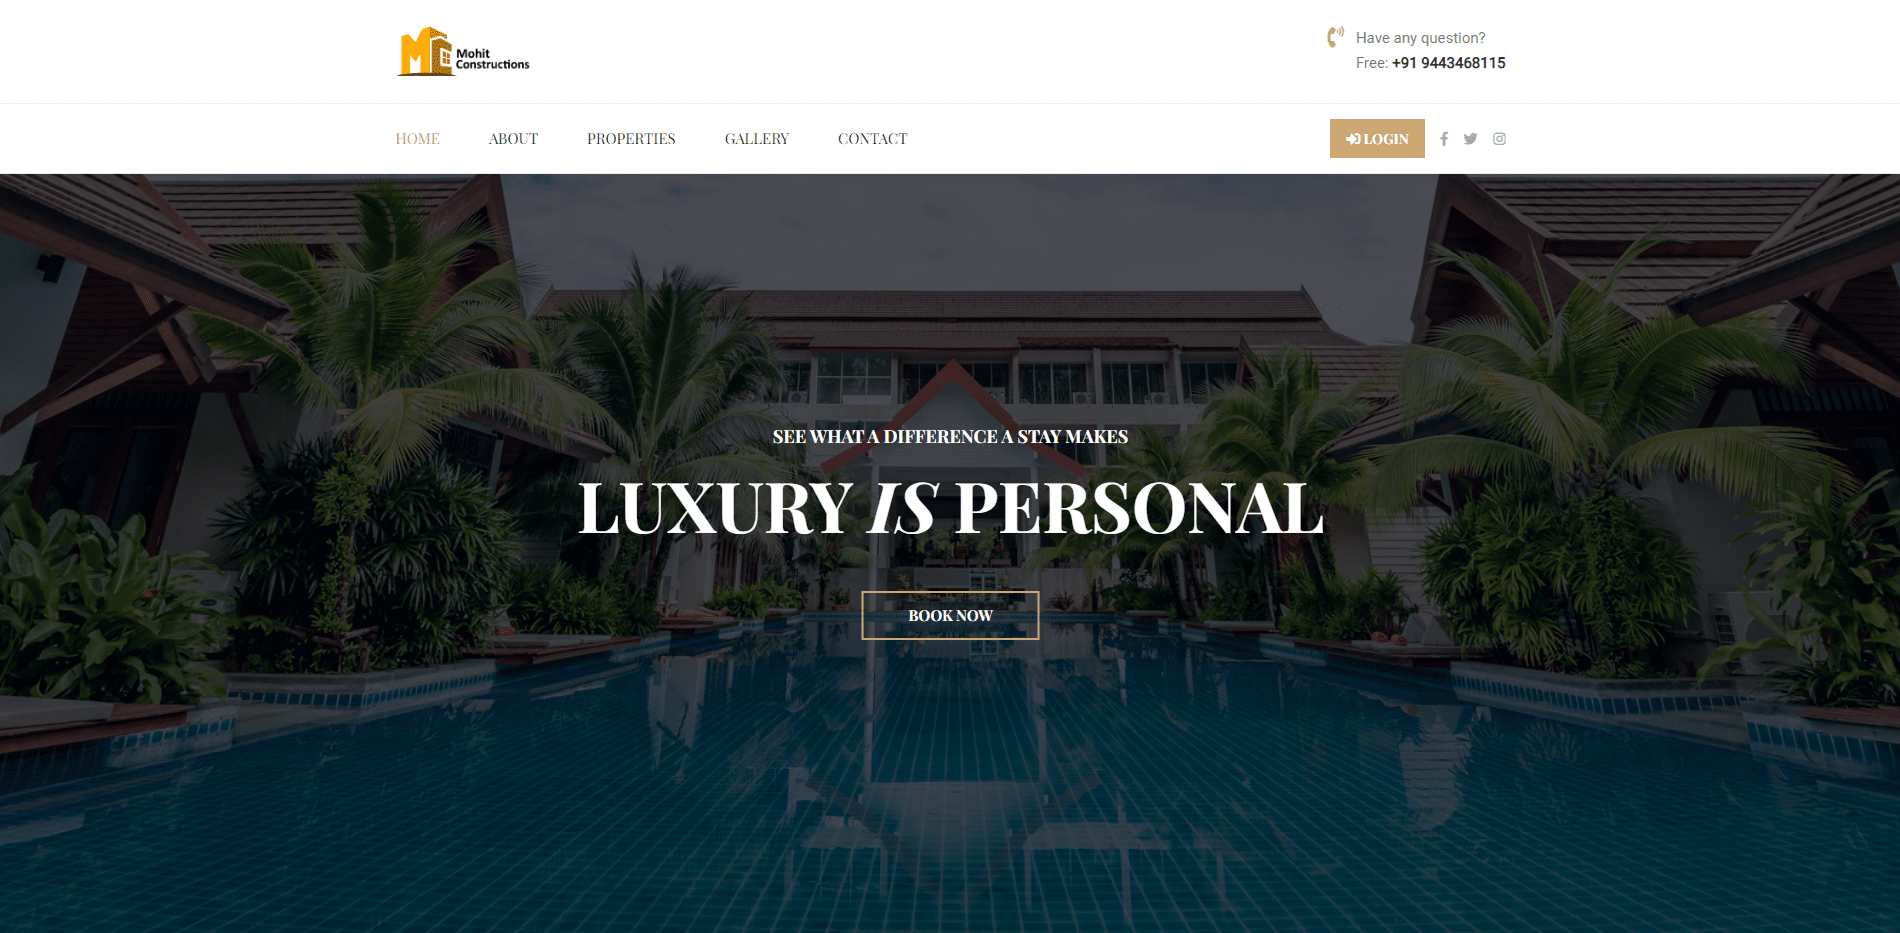 Mohit
Constructions
Have any question?
Free: +91 9443468115
HOME ABOUT PROPERTIES GALLERY CONTACT
LOGIN
SEE WHAT A DIFFERENCE A STAY MAKES
LUXURY IS PERSONAL
BOOK NOW